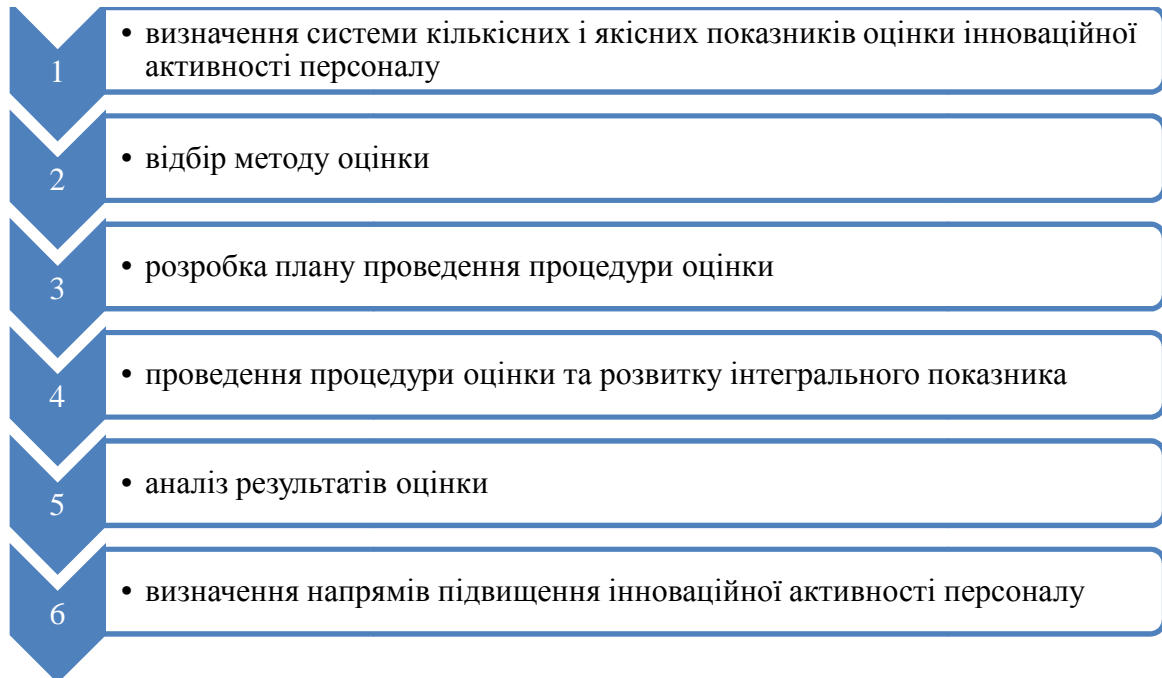 1
• визначення системи кількісних і якісних показників оцінки інноваційної
активності персоналу
2
• відбір методу оцінки
3
• розробка плану проведення процедури оцінки
4
• проведення процедури оцінки та розвитку інтегрального показника
5
• аналіз результатів оцінки
6
• визначення напрямів підвищення інноваційної активності персоналу